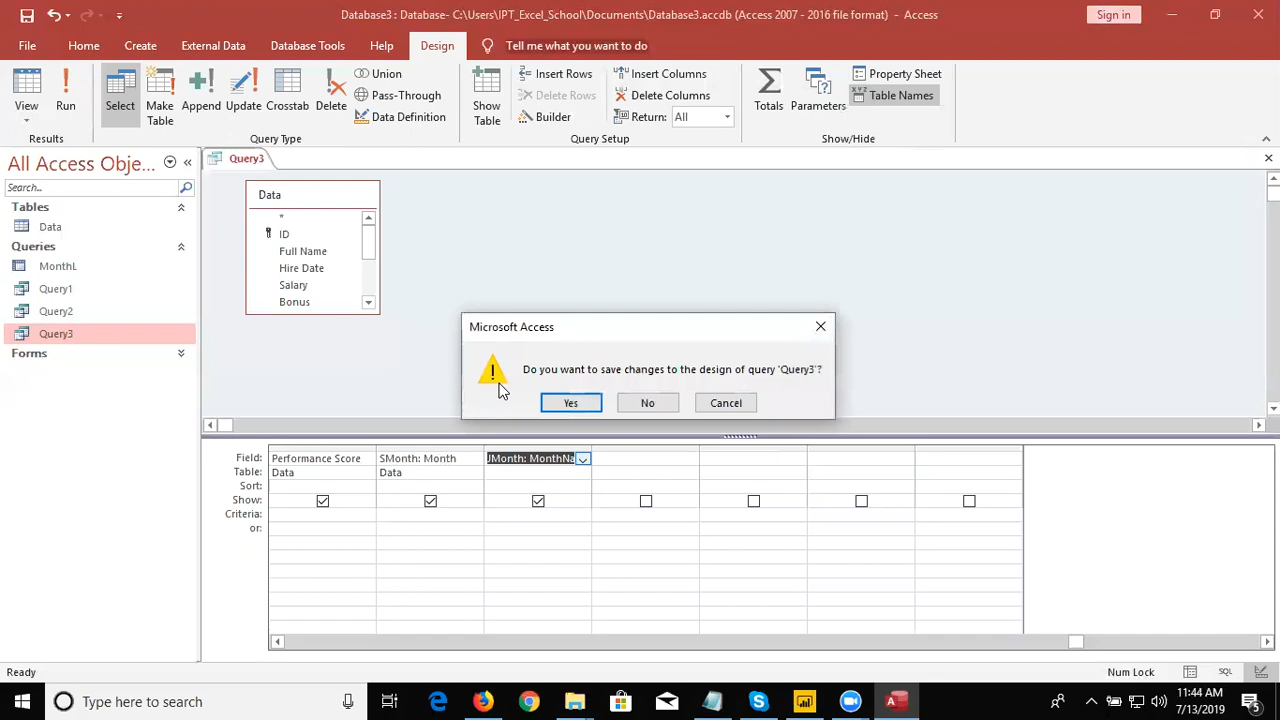 Database3 : Database- C:\Users\IPT_Excel_School\Documents\Database3.accdb (Access 2007 - 2016 file format) - Access
Sign in
File Home Create External Data Database Tools Help Design Tell me what you want to do
View
Run
Select
Make
Table
Append
Update
Crosstab
Delete
Union
Pass-Through
Data Definition
Show
Table
Insert Rows
Delete Rows
Builder
Insert Columns
Delete Columns
Return: All
Totals
Parameters
Property Sheet
XYZ Table Names
Results
Query Type
Query Setup
Show/Hide
All Access Obje...
Search...
Tables
Data
Queries
MonthL
Query1
Query2
Query3
Forms
Query3
Data
*
ID
Full Name
Hire Date
Salary
Bonus
Microsoft Access
Do you want to save changes to the design of query 'Query3'?
Yes No Cancel
Field: Performance Score SMonth: Month JMonth: MonthNa
Table: Data Data
Sort:
Show:
Criteria:
or:
Ready
Num Lock
SQL
Type here to search
11:44 AM
7/13/2019
5